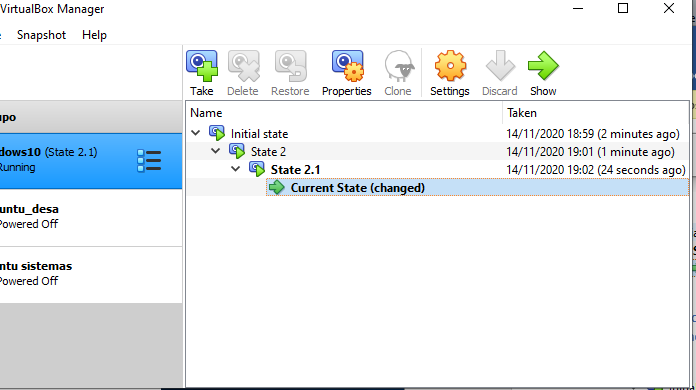 VirtualBox Manager
Snapshot Help
Take Delete Restore Properties Clone Settings Discard Show
Name Taken
upo
Initial state 14/11/2020 18:59 (2 minutes ago)
dows10 (State 2.1)
Running
State 2 14/11/2020 19:01 (1 minute ago)
State 2.1 14/11/2020 19:02 (24 seconds ago)
Current State (changed)
untu_desa
Powered Off
ntu sistemas
Powered Off